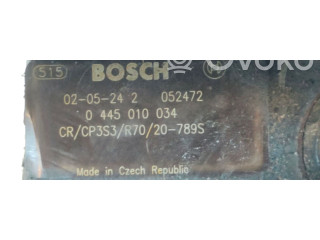 S15 BOSCH
02-05-24 2 052472
0 445 010 034
CR/CP3S3/R70/20-789S
Made in Czech Republic